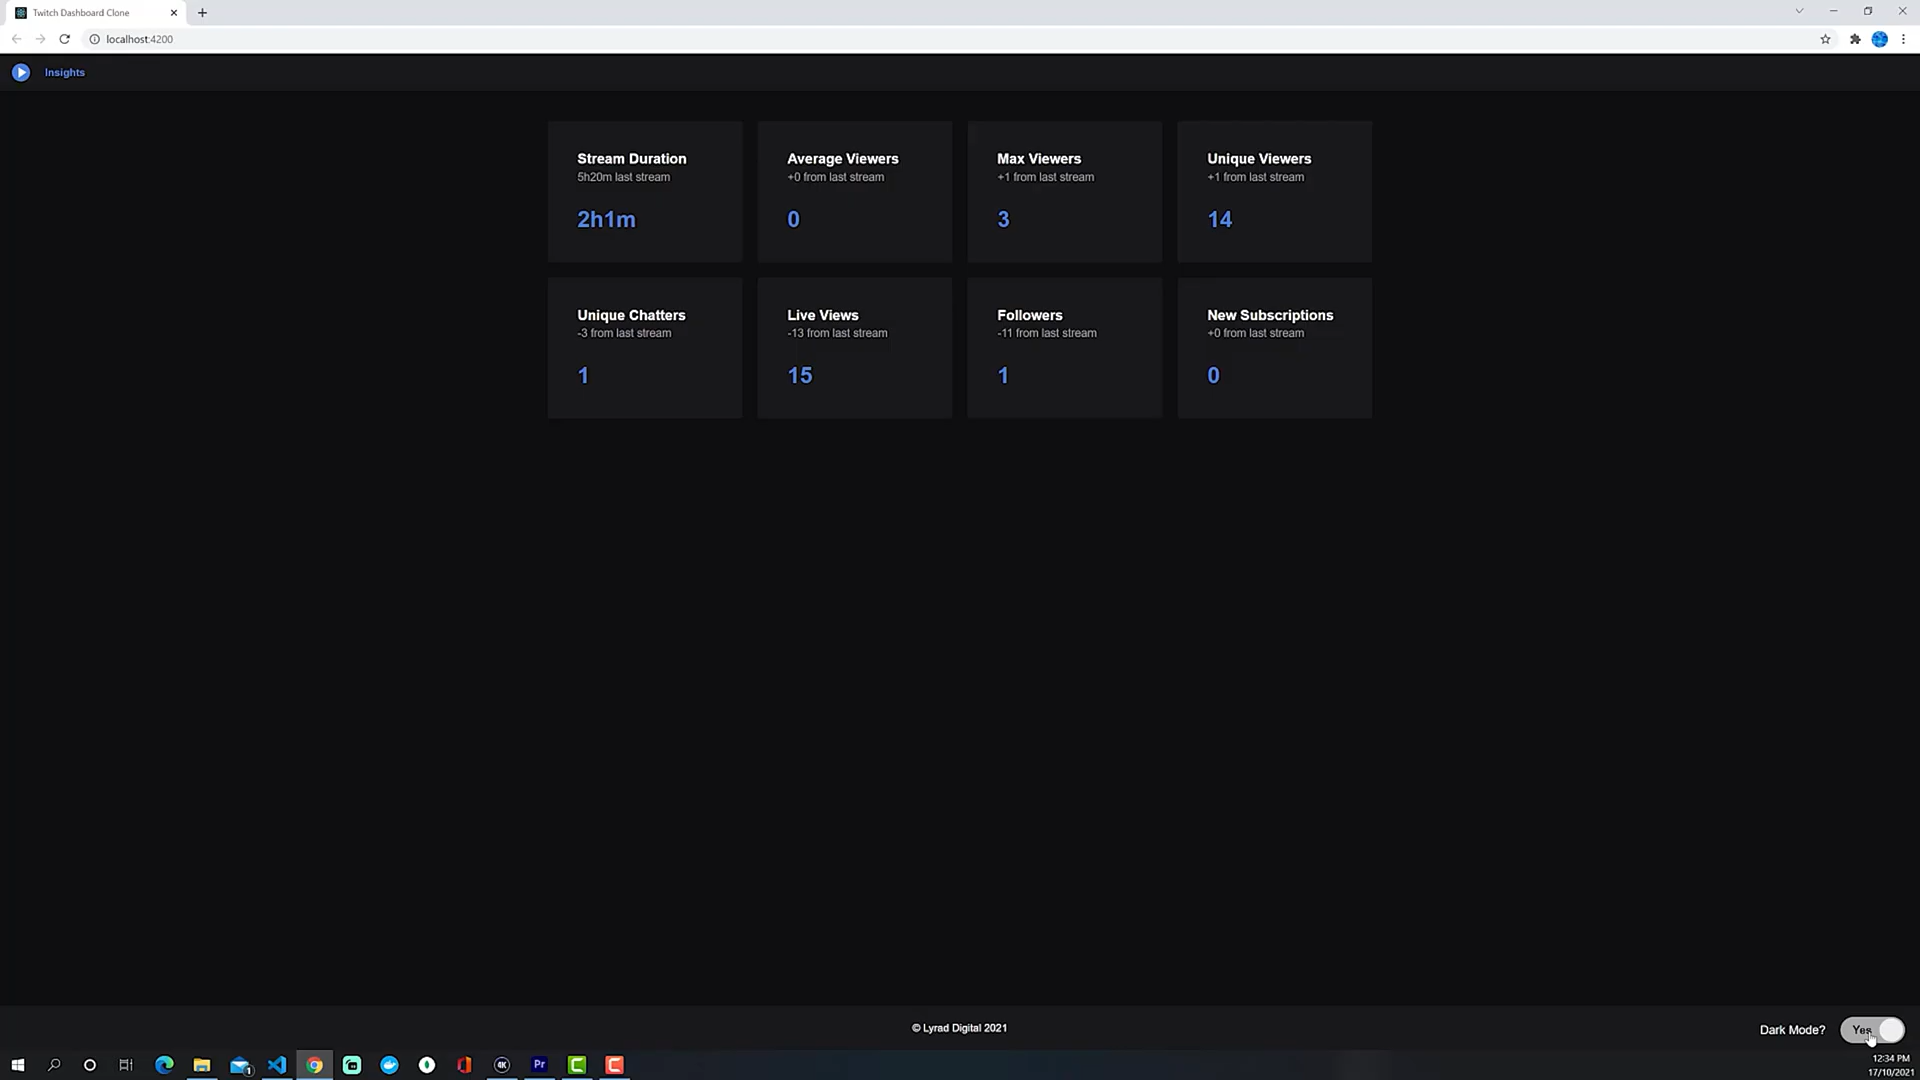 Twitch Dashboard Clone
localhost:4200
Insights
Stream Duration
5h20m last stream
2h1m
Average Viewers
+0 from last stream
0
Max Viewers
+1 from last stream
3
Unique Viewers
+1 from last stream
14
Unique Chatters
-3 from last stream
1
Live Views
-13 from last stream
15
Followers
-11 from last stream
1
New Subscriptions
+0 from last stream
0
© Lyrad Digital 2021
Dark Mode?
Yes
1
4K
Pr
12:34 PM
17/10/2021